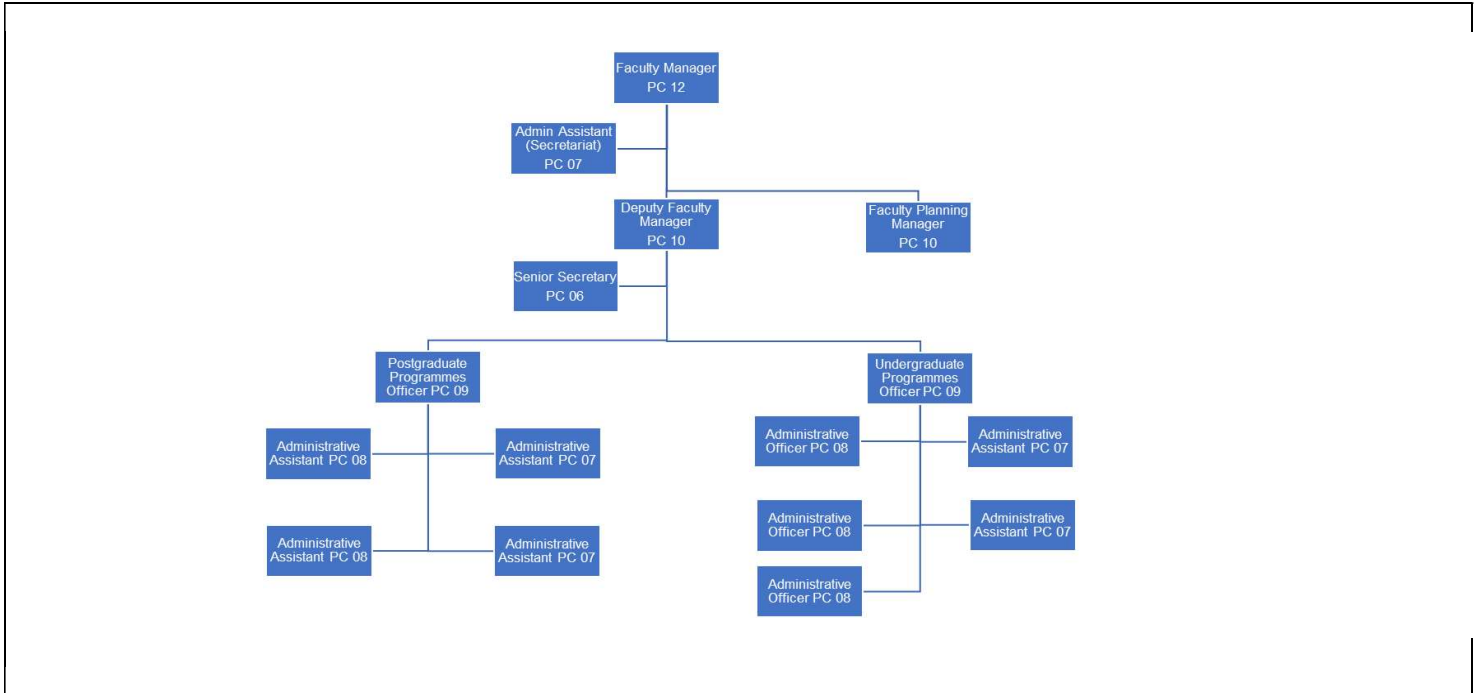 Faculty Manager
PC 12
Admin Assistant
(Secretariat)
PC 07
Deputy Faculty
Manager
PC 10
Faculty Planning
Manager
PC 10
Senior Secretary
PC 06
Postgraduate
Programmes
Officer PC 09
Undergraduate
Programmes
Officer PC 09
Administrative
Assistant PC 08
Administrative
Assistant PC 07
Administrative
Officer PC 08
Administrative
Assistant PC 07
Administrative
Assistant PC 08
Administrative
Assistant PC 07
Administrative
Officer PC 08
Administrative
Assistant PC 07
Administrative
Officer PC 08